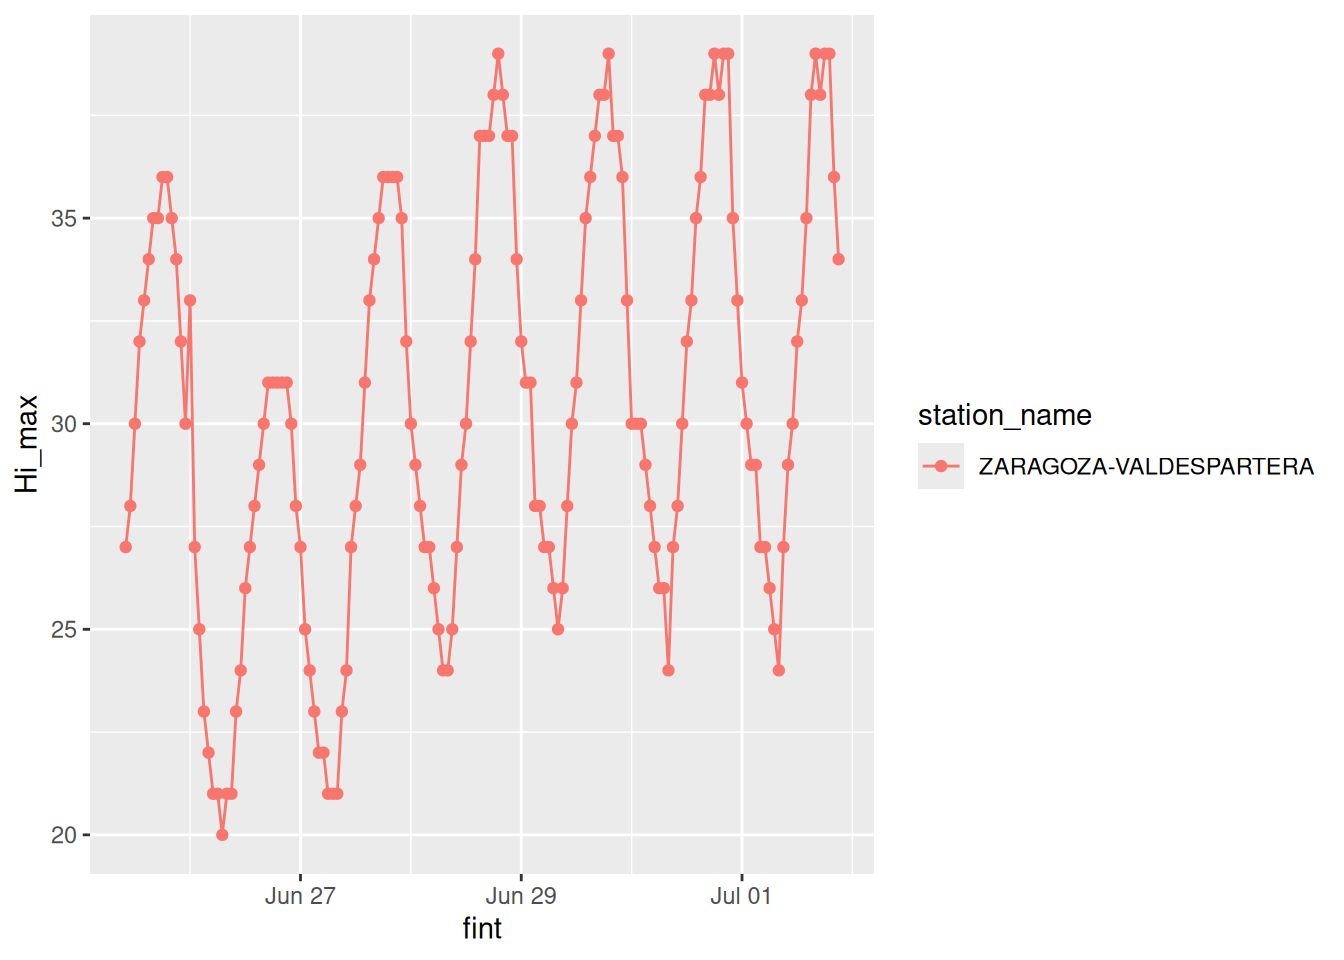 Hi_max
35
30
25
20
Jun 27
Jun 29
Jul 01
fint
station_name
ZARAGOZA-VALDESPARTERA